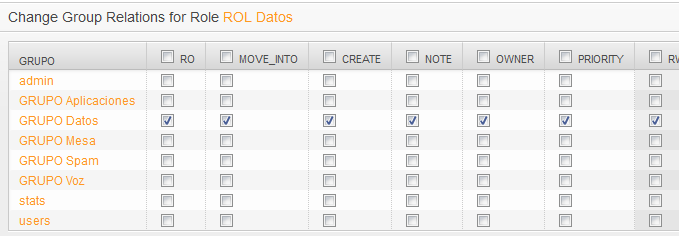 Change Group Relations for Role ROL Datos
GRUPO RO MOVE_INTO CREATE NOTE OWNER PRIORITY
admin
GRUPO Aplicaciones
GRUPO Datos
GRUPO Mesa
GRUPO Spam
GRUPO Voz
stats
users